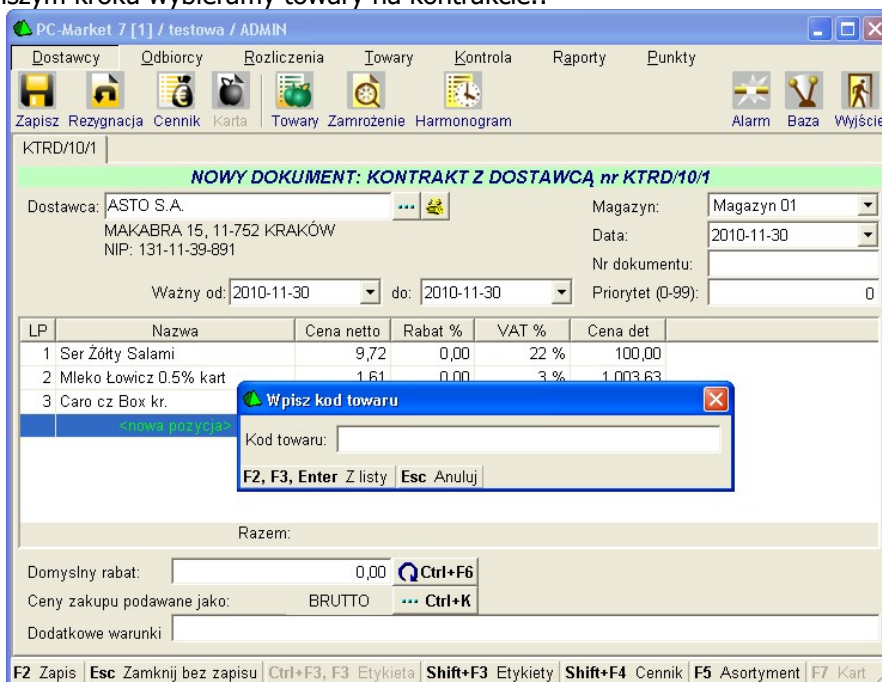 szym kroku wybieramy towary na kontrakcie..
PC-Market 7 [1] / testowa / ADMIN
Dostawcy Odbiorcy Rozliczenia Towary Kontrola Raporty Punkty
Zapisz Rezygnacja Cennik Karta Towary Zamrożenie Harmonogram Alarm Baza Wyjście
KTRD/10/1
NOWY DOKUMENT: KONTRAKT Z DOSTAWCĄ nr KTRD/10/1
Dostawca: ASTO S.A. ... Magazyn: Magazyn 01
MAKABRA 15, 11-752 KRAKÓW Data: 2010-11-30
NIP: 131-11-39-891
Nr dokumentu:
Ważny od: 2010-11-30 do: 2010-11-30 Priorytet (0-99): 0
LP Nazwa Cena netto Rabat % VAT % Cena det
1 Ser Żółty Salami 9,72 0,00 22 % 100,00
2 Mleko Łowicz 0.5% kart 1,61 0,00 3 % 1 003,63
3 Caro cz Box kr.
<nowa pozycja>
Wpisz kod towaru
Kod towaru:
F2, F3, Enter Z listy Esc Anuluj
Razem:
Domyslny rabat: 0,00 Ctrl+F6
Ceny zakupu podawane jako: BRUTTO ... Ctrl+K
Dodatkowe warunki
F2 Zapis Esc Zamknij bez zapisu Ctrl+F3, F3 Etykieta Shift+F3 Etykiety Shift+F4 Cennik F5 Asortyment F7 Kart